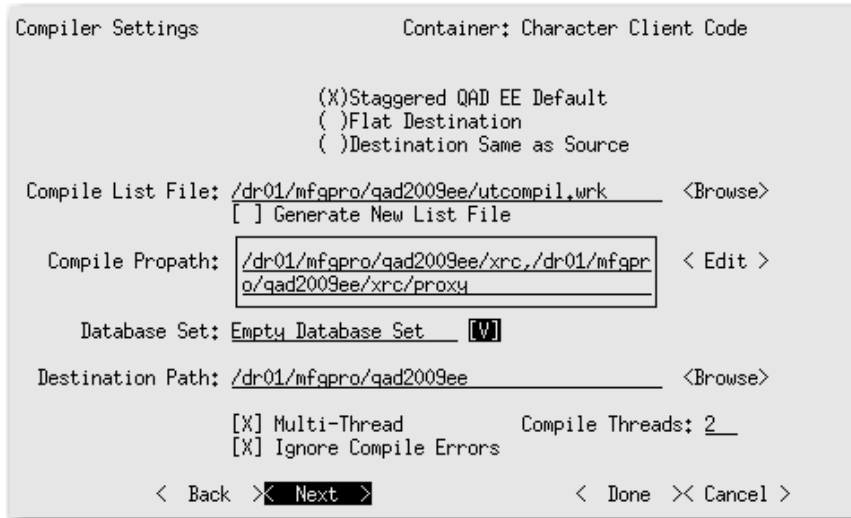 Compiler Settings Container: Character Client Code
(X)Staggered QAD EE Default
( )Flat Destination
( )Destination Same as Source
Compile List File: /dr01/mfgpro/qad2009ee/utcompil.wrk <Browse>
[ ] Generate New List File
Compile Propath: /dr01/mfgpro/qad2009ee/xrc,/dr01/mfgpr < Edit >
o/qad2009ee/xrc/proxy
Database Set: Empty Database Set [V]
Destination Path: /dr01/mfgpro/qad2009ee <Browse>
[X] Multi-Thread Compile Threads: 2
[X] Ignore Compile Errors
< Back >< Next > < Done >< Cancel >